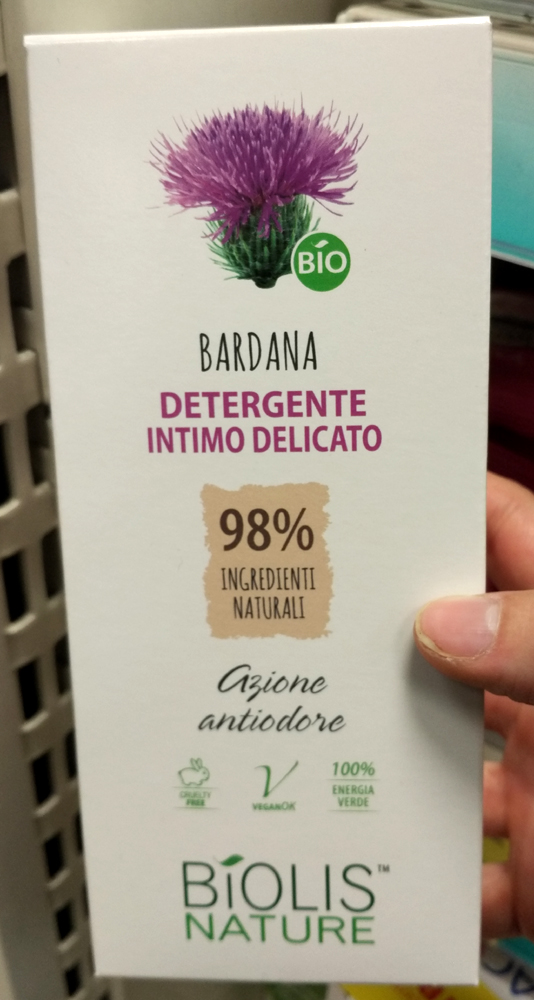 BIO
BARDANA
DETERGENTE
INTIMO DELICATO
98%
INGREDIENTI
NATURALI
Azione
antiodore
CRUELTY
FREE
VEGANOK
100%
ENERGIA
VERDE
BiOLIS™
NATURE